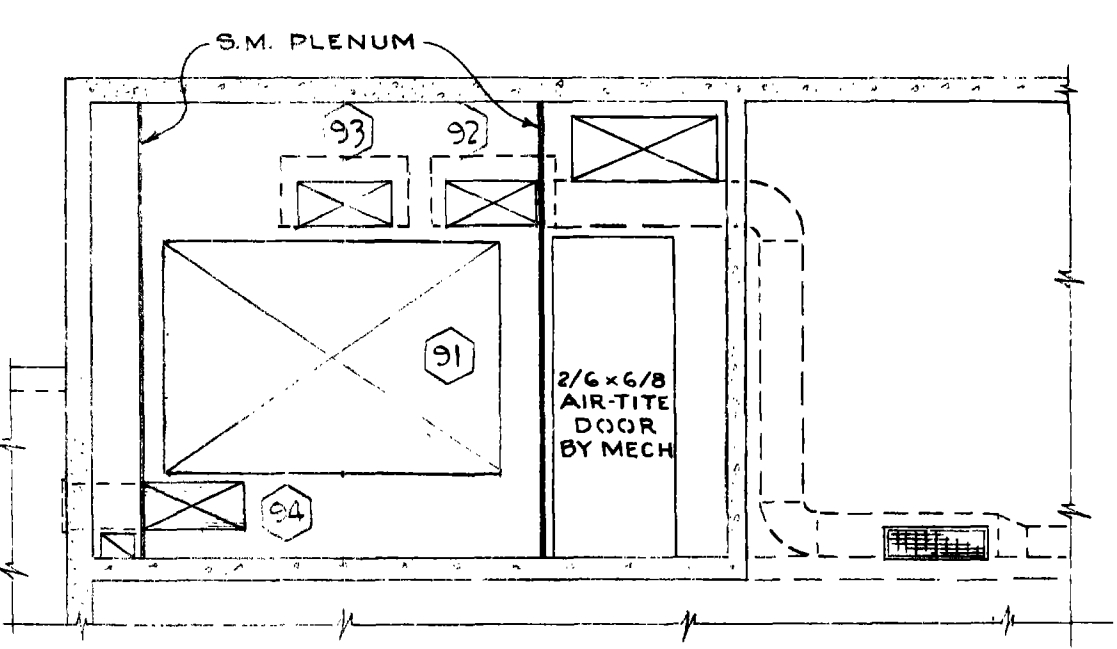 S.M. PLENUM
93
92
91
2/6 x 6/8
AIR-TITE
DOOR
BY MECH
94